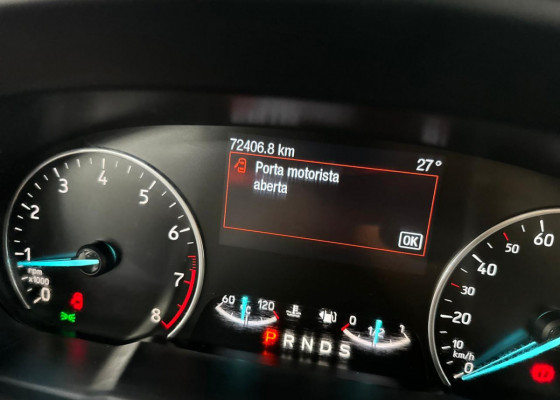 72406.8 km
27°
Porta motorista
aberta
OK
0 1 2 3 4 5 6 7 8
rpm
x1000
60 °C 120
0 1/2 1
P R N D S
0 10 20 30 40 50 60
km/h